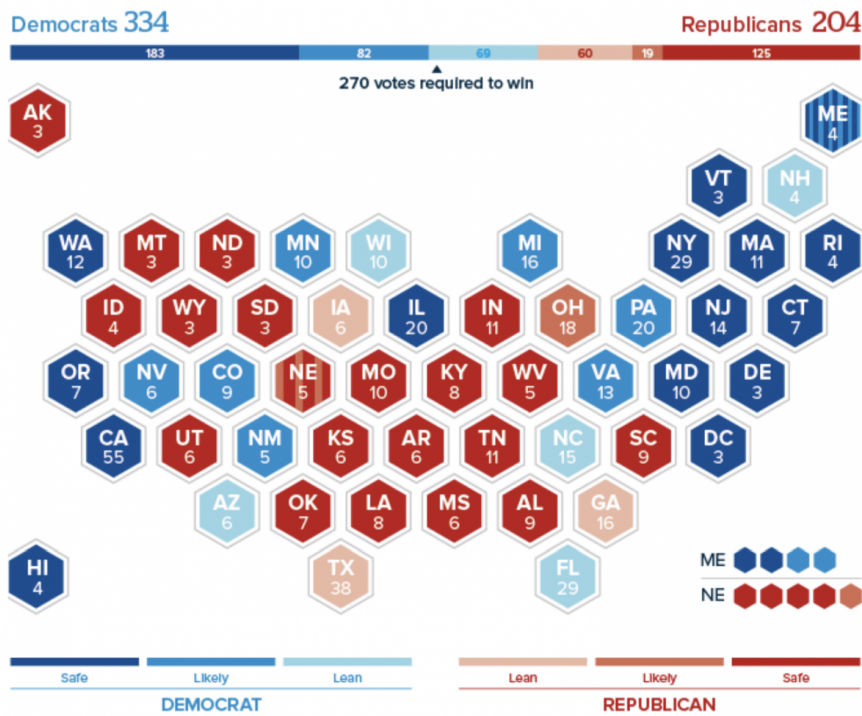 Democrats 334
Republicans 204
183 82 69 60 19 125
270 votes required to win
AK
3
ME
4
VT
3
NH
4
WA
12
MT
3
ND
3
MN
10
WI
10
MI
16
NY
29
MA
11
RI
4
ID
4
WY
3
SD
3
IA
6
IL
20
IN
11
OH
18
PA
20
NJ
14
CT
7
OR
7
NV
6
CO
9
NE
5
MO
10
KY
8
WV
5
VA
13
MD
10
DE
3
CA
55
UT
6
NM
5
KS
6
AR
6
TN
11
NC
15
SC
9
DC
3
AZ
6
OK
7
LA
8
MS
6
AL
9
GA
16
HI
4
TX
38
FL
29
ME
NE
Safe Likely Lean
DEMOCRAT
Lean Likely Safe
REPUBLICAN